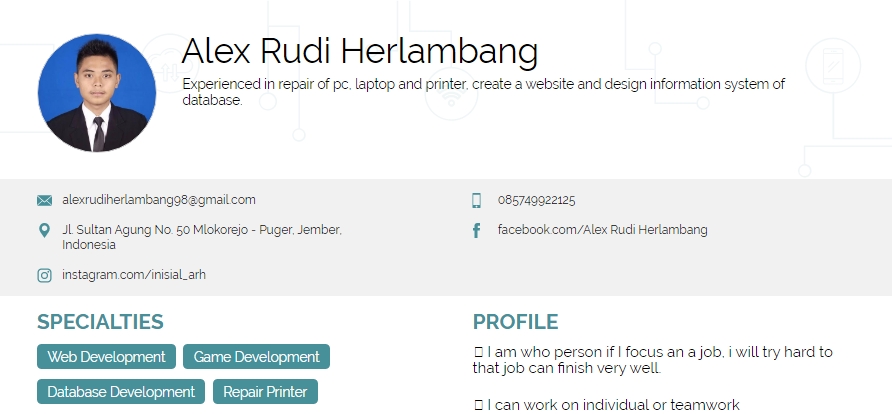 Alex Rudi Herlambang
Experienced in repair of pc, laptop and printer, create a website and design information system of
database.
alexrudiherlambang98@gmail.com
085749922125
Jl. Sultan Agung No. 50 Mlokorejo - Puger, Jember,
Indonesia
facebook.com/Alex Rudi Herlambang
instagram.com/inisial_arh
SPECIALTIES
Web Development
Game Development
Database Development
Repair Printer
PROFILE
I am who person if I focus an a job, i will try hard to
that job can finish very well.
I can work on individual or teamwork